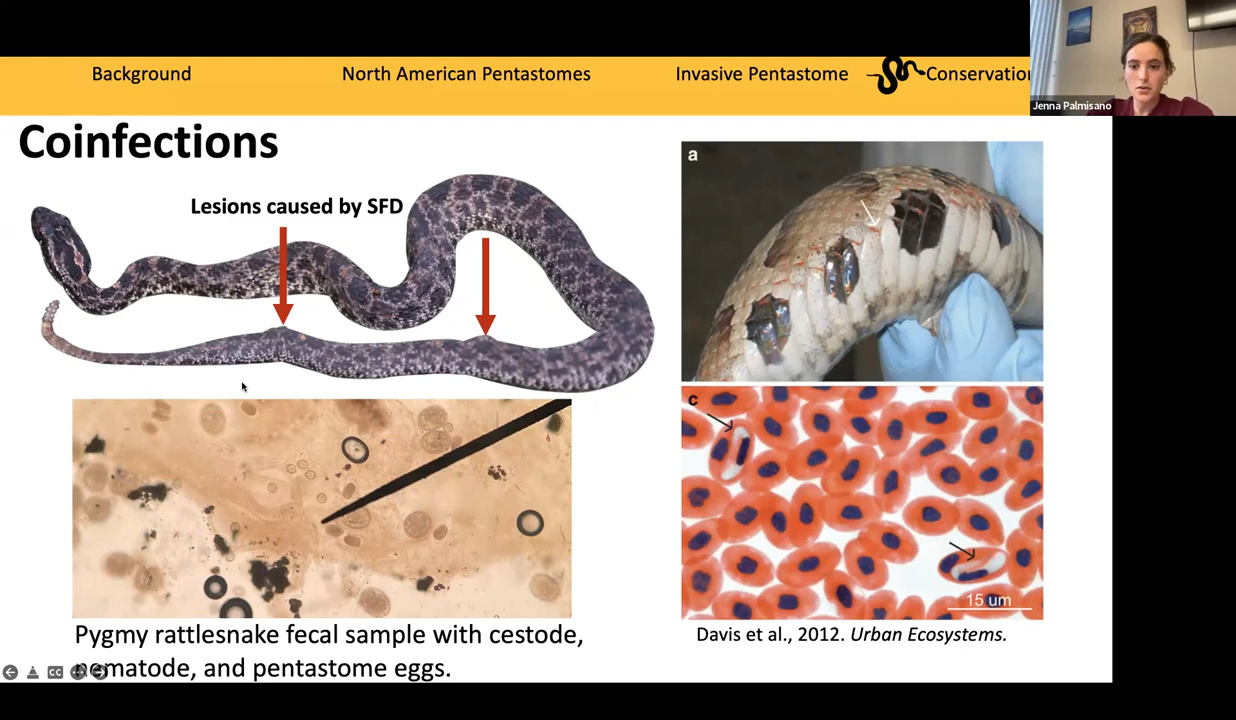 Background
North American Pentastomes
Invasive Pentastome
Conservation
Jenna Palmisano
Coinfections
Lesions caused by SFD
a
c
15 um
Pygmy rattlesnake fecal sample with cestode,
nematode, and pentastome eggs.
Davis et al., 2012. Urban Ecosystems.
CC